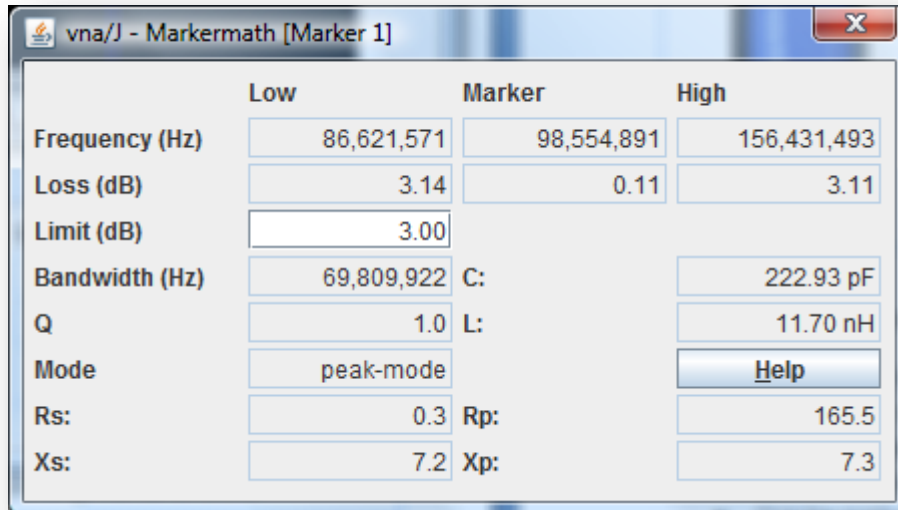 vna/J - Markermath [Marker 1]
Low Marker High
Frequency (Hz) 86,621,571 98,554,891 156,431,493
Loss (dB) 3.14 0.11 3.11
Limit (dB) 3.00
Bandwidth (Hz) 69,809,922 C: 222.93 pF
Q 1.0 L: 11.70 nH
Mode peak-mode Help
Rs: 0.3 Rp: 165.5
Xs: 7.2 Xp: 7.3